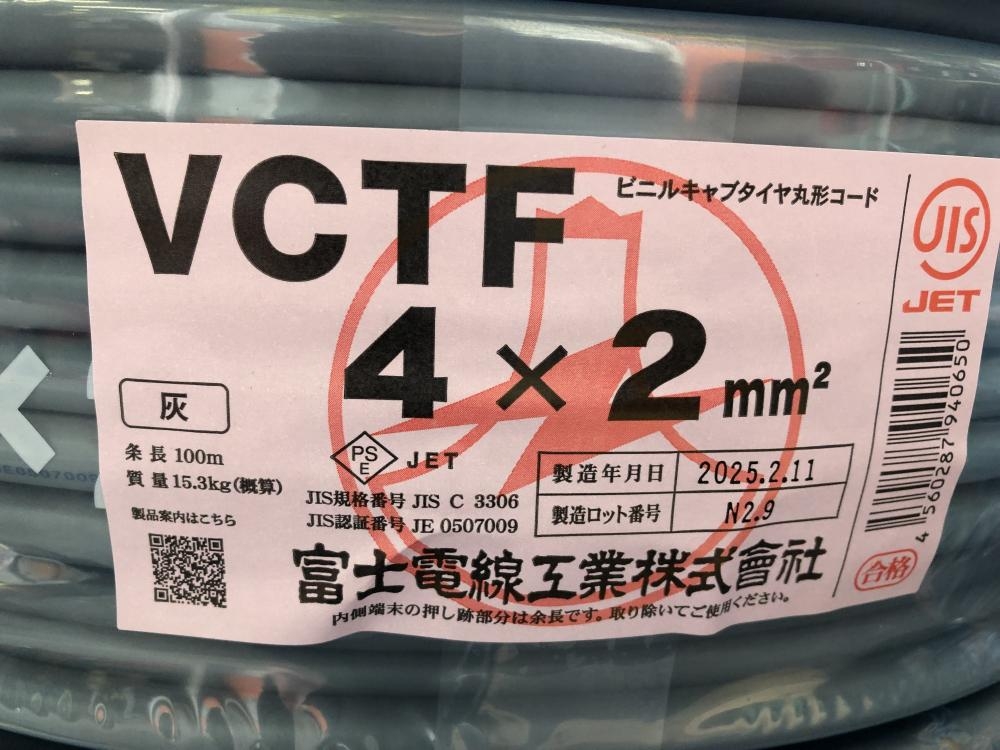 VCTF
ビニルキャブタイヤ丸形コード
4×2mm²
灰
条長 100m
質量15.3kg(概算)
製品案内はこちら
PS
E
JET
JIS規格番号 JIS C 3306
JIS認証番号 JE 0507009
製造年月日 2025.2.11
製造ロット番号 N2.9
富士電線工業株式會社
内側端末の押し跡部分は余長です。取り除いてご使用ください。
JIS
JET
4560287940650
合格